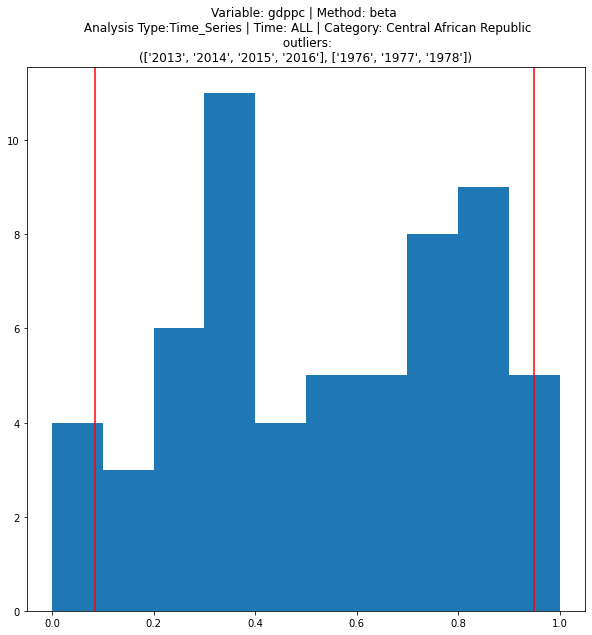 Variable: gdppc | Method: beta
Analysis Type:Time_Series | Time: ALL | Category: Central African Republic
outliers:
(['2013', '2014', '2015', '2016'], ['1976', '1977', '1978'])
10
8
6
4
2
0
0.0 0.2 0.4 0.6 0.8 1.0